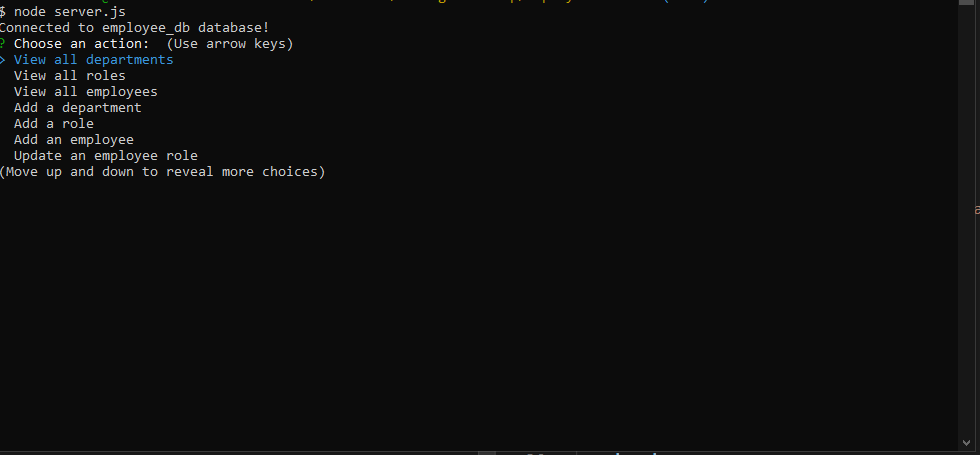 $ node server.js
Connected to employee_db database!
? Choose an action:  (Use arrow keys)
> View all departments
  View all roles
  View all employees
  Add a department
  Add a role
  Add an employee
  Update an employee role
(Move up and down to reveal more choices)